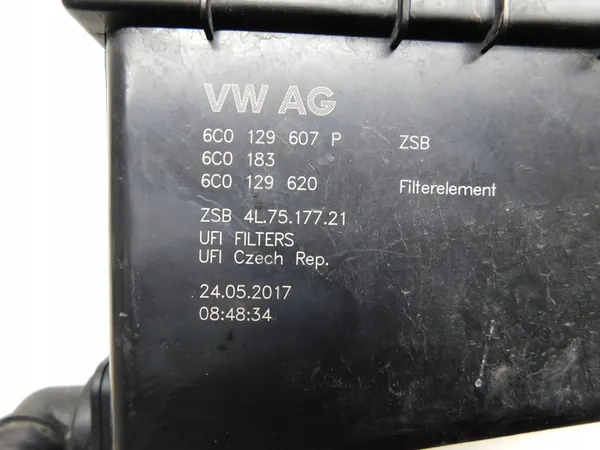 VW AG
6C0 129 607 P ZSB
6C0 183
6C0 129 620 Filterelement
ZSB 4L.75.177.21
UFI FILTERS
UFI Czech Rep.
24.05.2017
08:48:34